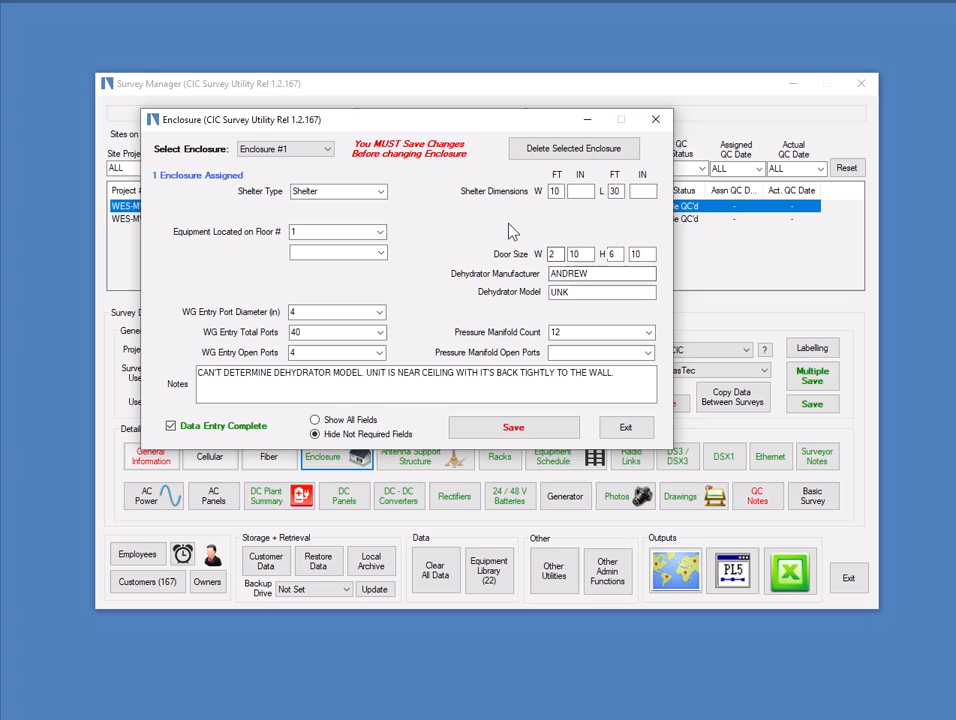 Survey Manager (CIC Survey Utility Rel 1.2.167)
Sites on
Site Proje
ALL
Project #
WES-M
WES-M
QC Status
Assigned QC Date
Actual QC Date
ALL
ALL
Reset
Status
Assn QC D...
Act. QC Date
e QC'd
-
-
e QC'd
-
-
Enclosure (CIC Survey Utility Rel 1.2.167)
Select Enclosure:
Enclosure #1
You MUST Save Changes
Before changing Enclosure
Delete Selected Enclosure
1 Enclosure Assigned
FT
IN
FT
IN
Shelter Type
Shelter
Shelter Dimensions
W
10
L
30
Equipment Located on Floor #
1
Door Size
W
2
10
H
6
10
Dehydrator Manufacturer
ANDREW
Dehydrator Model
UNK
WG Entry Port Diameter (in)
4
WG Entry Total Ports
40
Pressure Manifold Count
12
WG Entry Open Ports
4
Pressure Manifold Open Ports
Notes
CAN'T DETERMINE DEHYDRATOR MODEL. UNIT IS NEAR CEILING WITH IT'S BACK TIGHTLY TO THE WALL.
Data Entry Complete
Show All Fields
Hide Not Required Fields
Save
Exit
Survey D
Gener
Proje
Surve
Use
Use
CIC
?
asTec
Labelling
Multiple
Save
Copy Data
Between Surveys
Save
Detai
General
Information
Cellular
Fiber
Enclosure
Antenna Support
Structure
Racks
Equipment
Schedule
Radio
Links
DS3 /
DSX3
DSX1
Ethernet
Surveyor
Notes
AC
Power
AC
Panels
DC Plant
Summary
DC
Panels
DC - DC
Converters
Rectifiers
24 / 48 V
Batteries
Generator
Photos
Drawings
QC
Notes
Basic
Survey
Employees
Customers (167)
Owners
Storage + Retrieval
Customer
Data
Restore
Data
Local
Archive
Backup
Drive
Not Set
Update
Data
Clear
All Data
Equipment
Library
(22)
Other
Other
Utilities
Other
Admin
Functions
Outputs
PL5
Exit